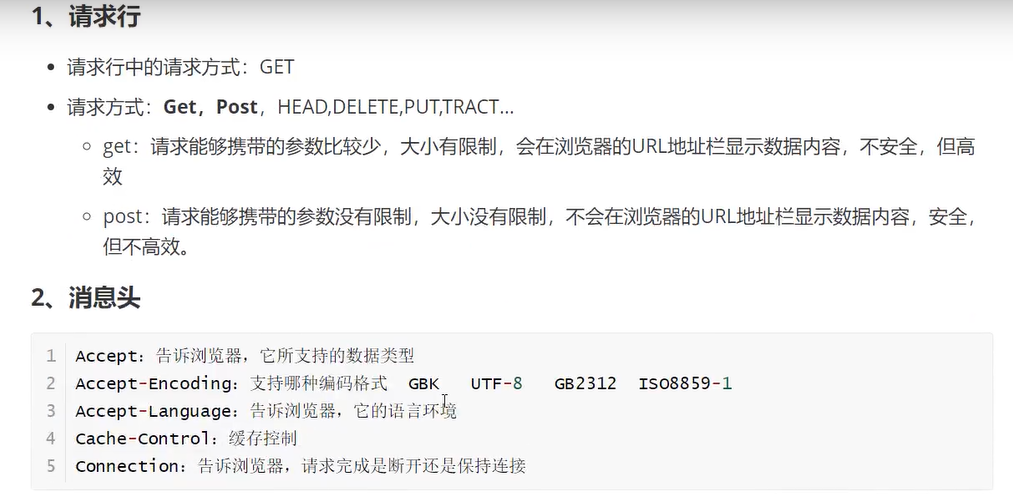 1、请求行
请求行中的请求方式：GET
请求方式：Get，Post，HEAD,DELETE,PUT,TRACT...
get：请求能够携带的参数比较少，大小有限制，会在浏览器的URL地址栏显示数据内容，不安全，但高
效
post：请求能够携带的参数没有限制，大小没有限制，不会在浏览器的URL地址栏显示数据内容，安全，
但不高效。
2、消息头
1 Accept：告诉浏览器，它所支持的数据类型
2 Accept-Encoding：支持哪种编码格式 GBK UTF-8 GB2312 ISO8859-1
3 Accept-Language：告诉浏览器，它的语言环境
4 Cache-Control：缓存控制
5 Connection：告诉浏览器，请求完成是断开还是保持连接